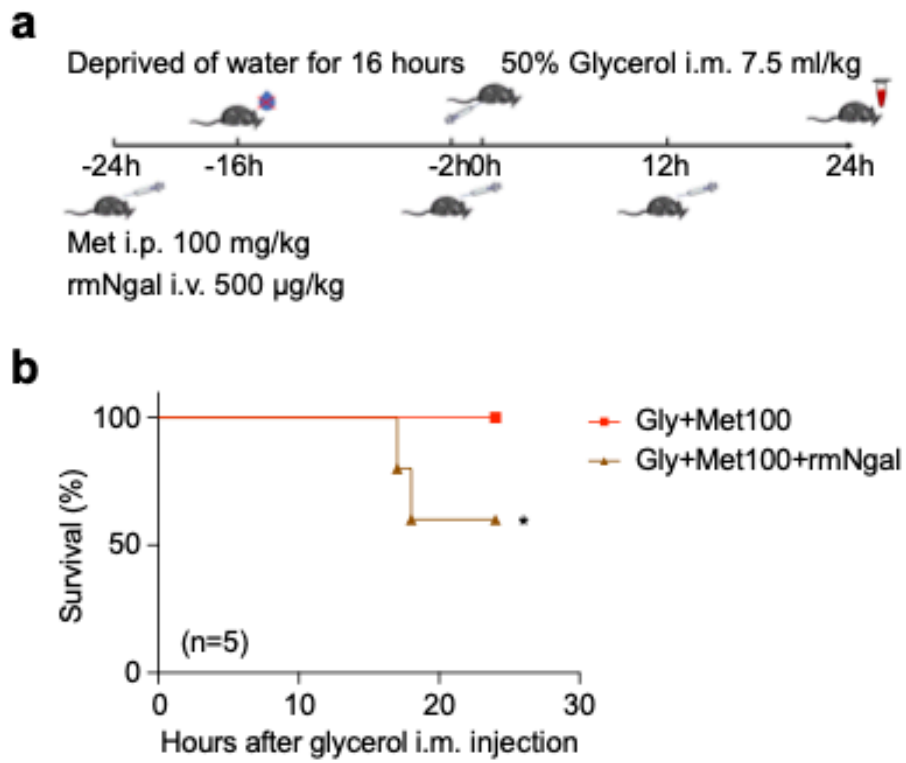 a
Deprived of water for 16 hours 50% Glycerol i.m. 7.5 ml/kg
-24h -16h -2h0h 12h 24h
Met i.p. 100 mg/kg
rmNgal i.v. 500 µg/kg
b
100
50
0
Survival (%)
Gly+Met100
Gly+Met100+rmNgal
*
(n=5)
0 10 20 30
Hours after glycerol i.m. injection